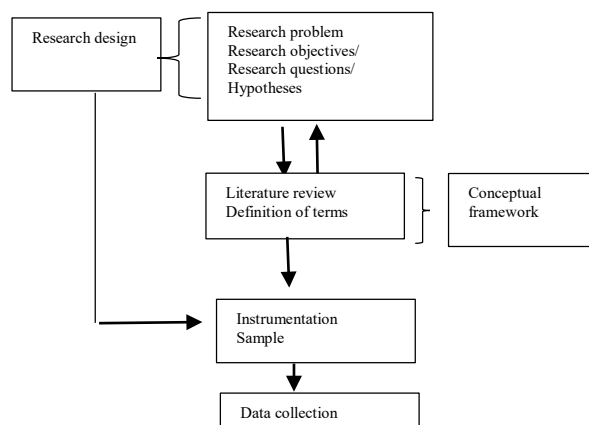 Research design
Research problem
Research objectives/
Research questions/
Hypotheses
Literature review
Definition of terms
Conceptual
framework
Instrumentation
Sample
Data collection